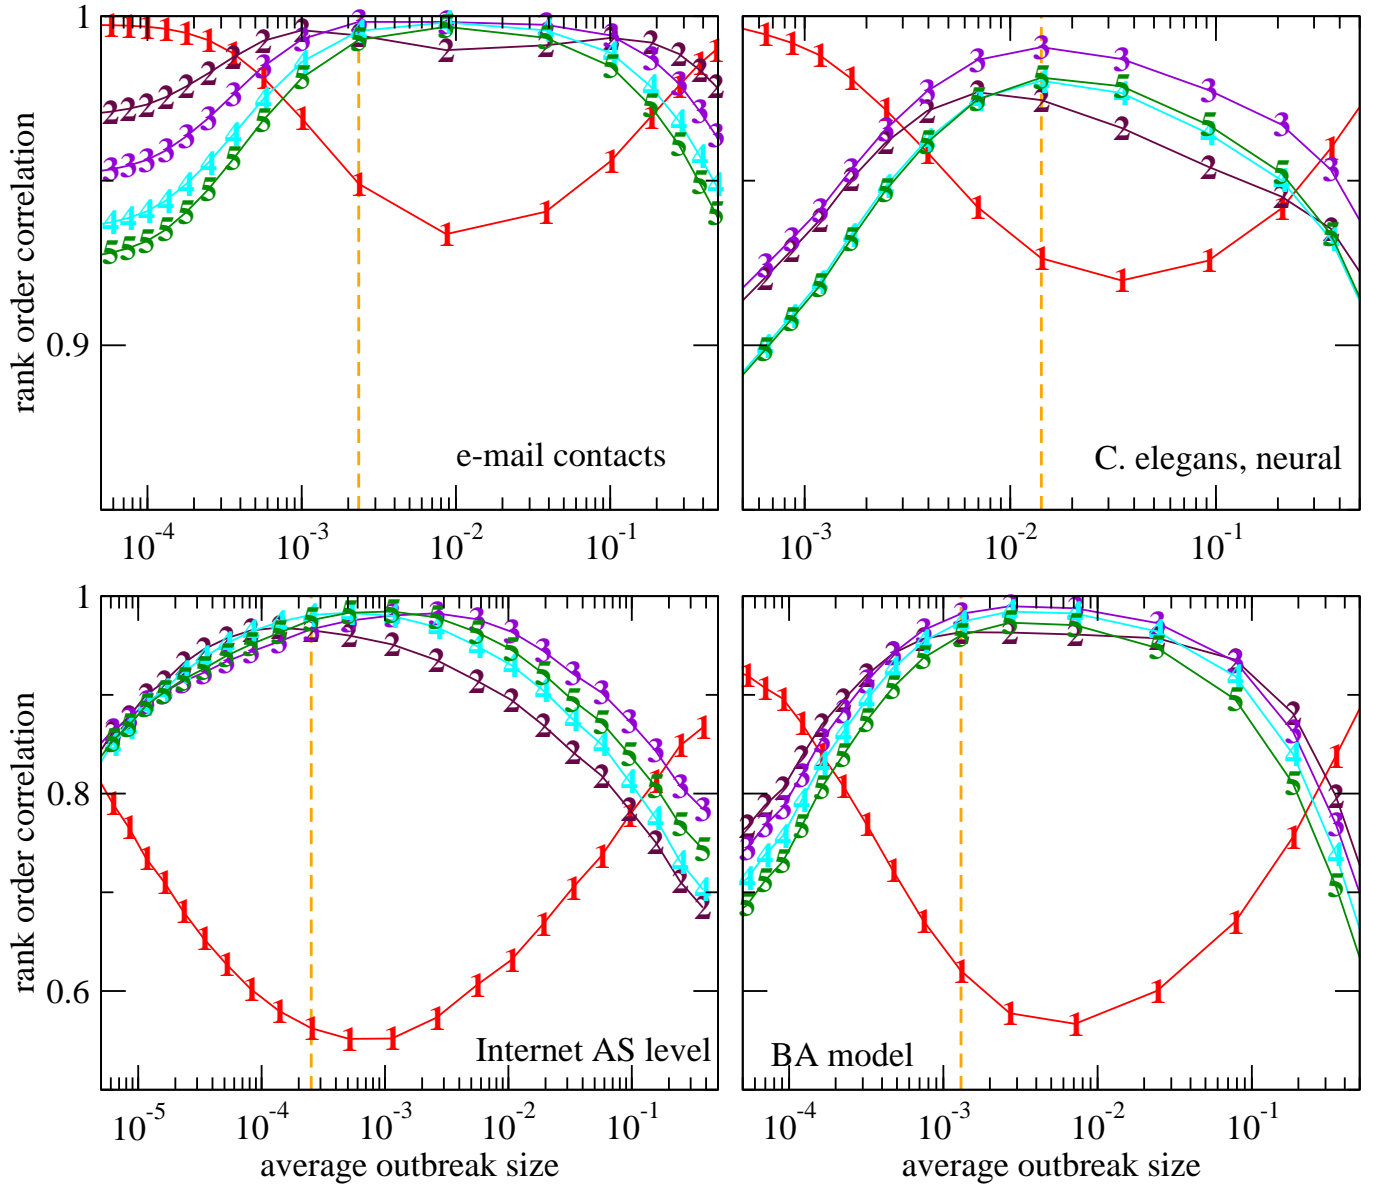 1
0.9
rank order correlation
e-mail contacts
10-4
10-3
10-2
10-1
C. elegans, neural
10-3
10-2
10-1
1
0.8
0.6
rank order correlation
Internet AS level
10-5
10-4
10-3
10-2
10-1
average outbreak size
BA model
10-4
10-3
10-2
10-1
average outbreak size